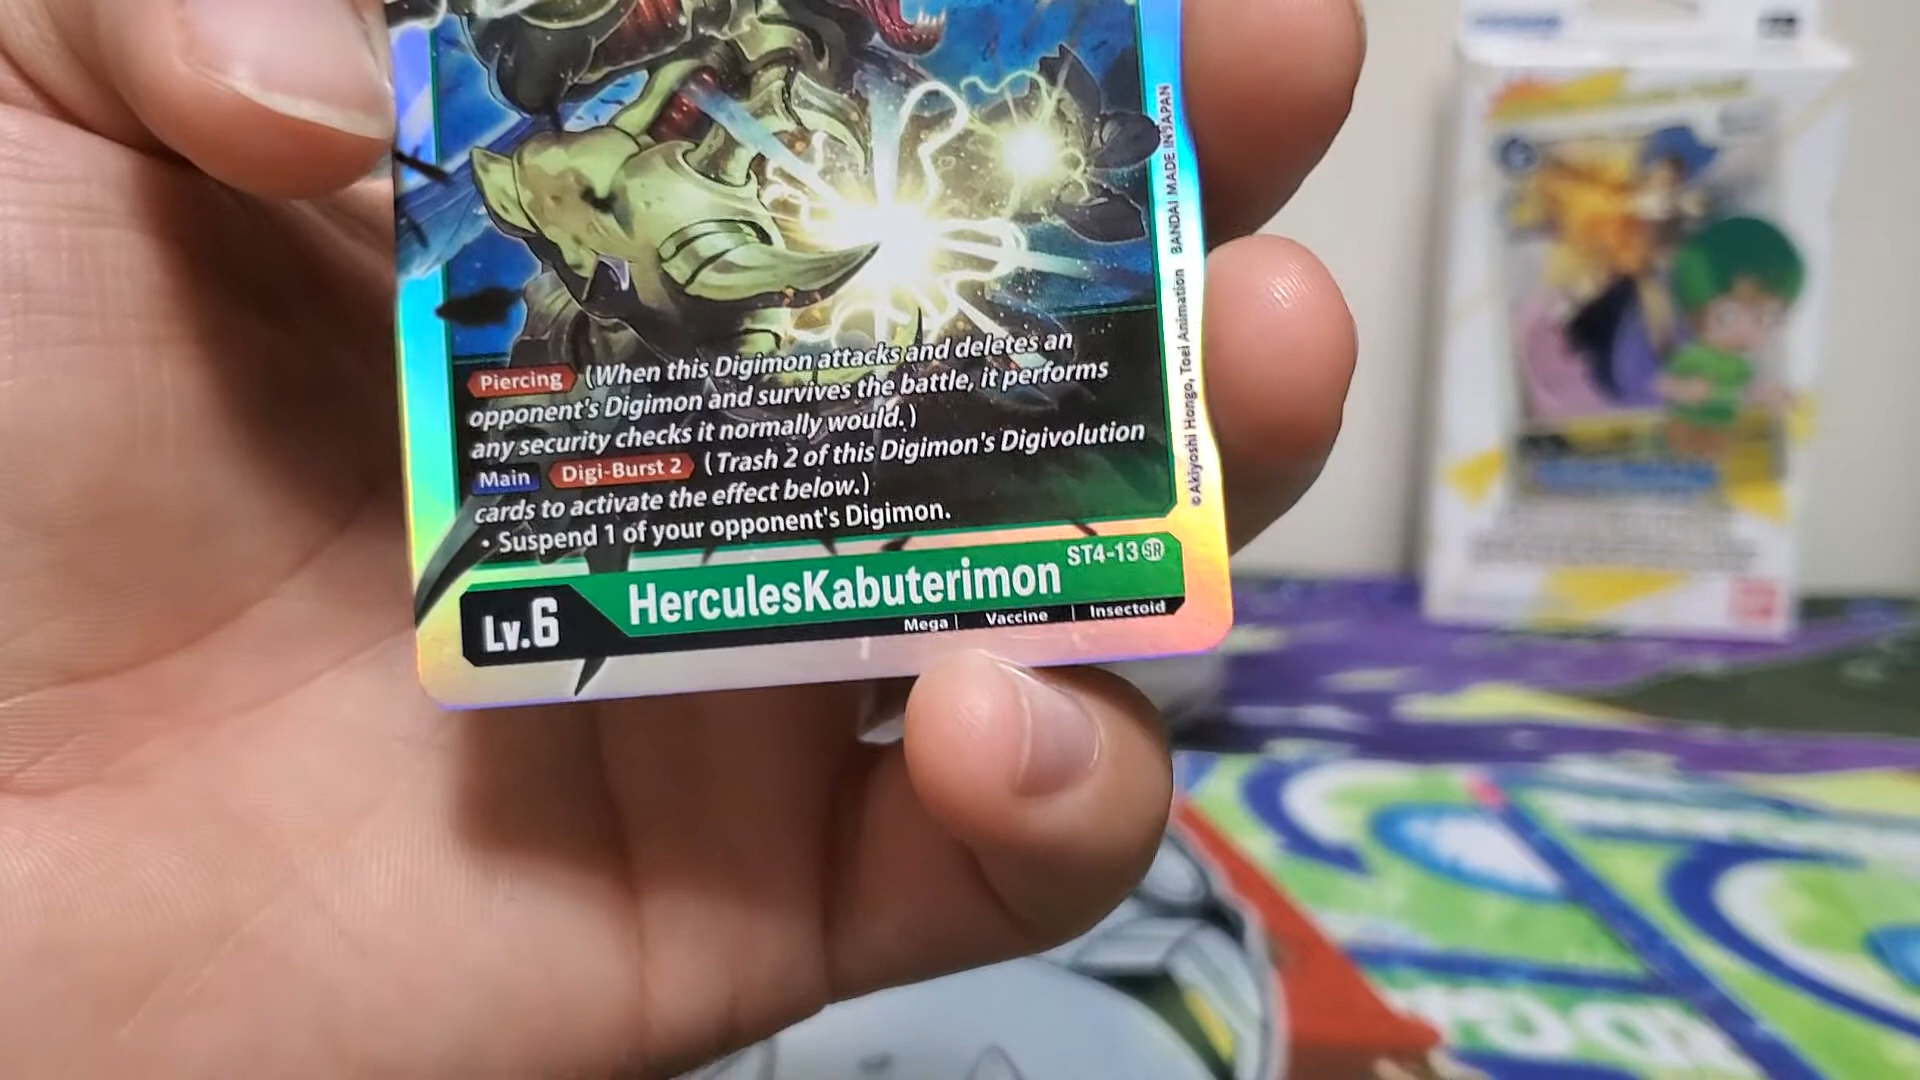 Piercing (When this Digimon attacks and deletes an
opponent's Digimon and survives the battle, it performs
any security checks it normally would.)
Main Digi-Burst 2 (Trash 2 of this Digimon's Digivolution
cards to activate the effect below.)
• Suspend 1 of your opponent's Digimon.
HerculesKabuterimon ST4-13 SR
Lv.6
Mega | Vaccine | Insectoid
©Akiyoshi Hongo, Toei Animation BANDAI MADE IN JAPAN